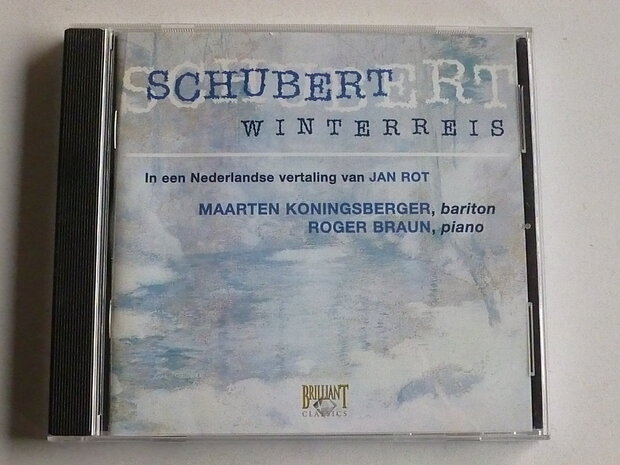 SCHUBERT
WINTERREIS
In een Nederlandse vertaling van JAN ROT
MAARTEN KONINGSBERGER, bariton
ROGER BRAUN, piano
BRILLIANT
CLASSICS